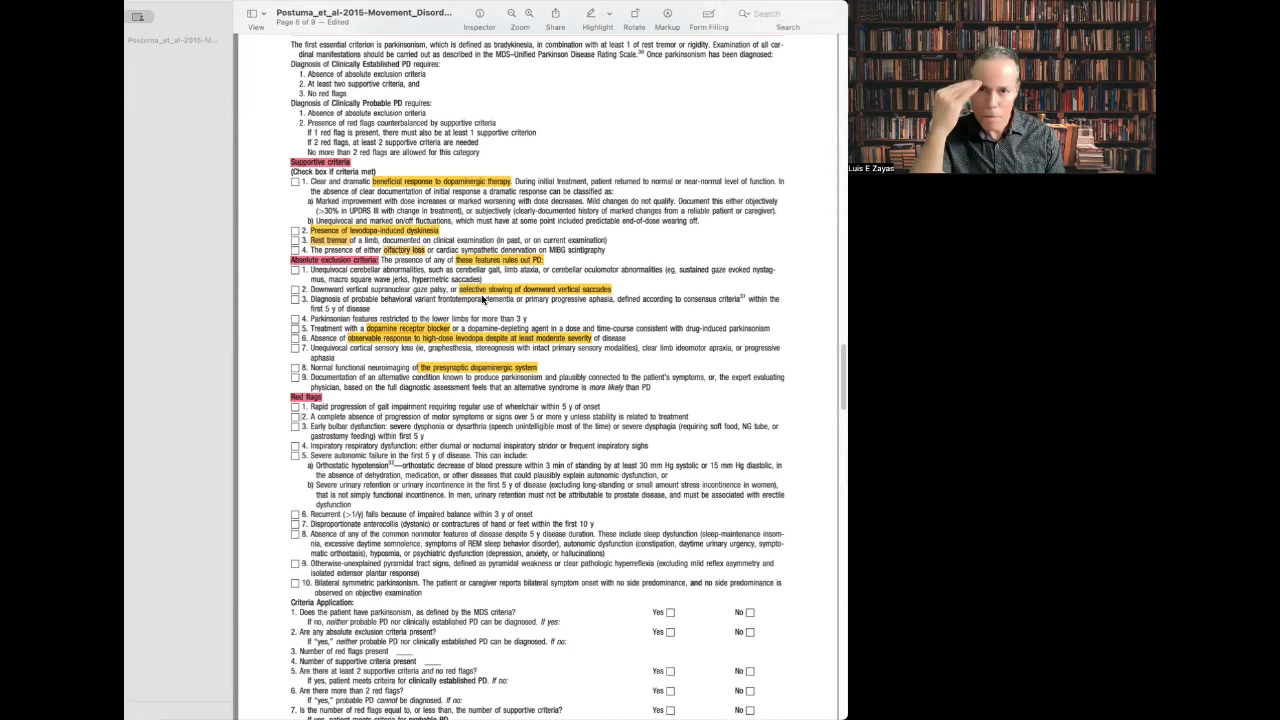 Postuma_et_al-2015-Movement_Disord...
Page 5 of 9 – Edited
View
Inspector
Zoom
Share
Highlight
Rotate
Markup
Form Filling
Search
Search
Postuma_et_al-2015-M...
The first essential criterion is parkinsonism, which is defined as bradykinesia, in combination with at least 1 of rest tremor or rigidity. Examination of all car-
dinal manifestations should be carried out as described in the MDS–Unified Parkinson Disease Rating Scale.30 Once parkinsonism has been diagnosed:
Diagnosis of Clinically Established PD requires:
1. Absence of absolute exclusion criteria
2. At least two supportive criteria, and
3. No red flags
Diagnosis of Clinically Probable PD requires:
1. Absence of absolute exclusion criteria
2. Presence of red flags counterbalanced by supportive criteria
If 1 red flag is present, there must also be at least 1 supportive criterion
If 2 red flags, at least 2 supportive criteria are needed
No more than 2 red flags are allowed for this category
Supportive criteria
(Check box if criteria met)
1. Clear and dramatic beneficial response to dopaminergic therapy. During initial treatment, patient returned to normal or near-normal level of function. In
the absence of clear documentation of initial response a dramatic response can be classified as:
a) Marked improvement with dose increases or marked worsening with dose decreases. Mild changes do not qualify. Document this either objectively
(>30% in UPDRS III with change in treatment), or subjectively (clearly-documented history of marked changes from a reliable patient or caregiver).
b) Unequivocal and marked on/off fluctuations, which must have at some point included predictable end-of-dose wearing off.
2. Presence of levodopa-induced dyskinesia
3. Rest tremor of a limb, documented on clinical examination (in past, or on current examination)
4. The presence of either olfactory loss or cardiac sympathetic denervation on MIBG scintigraphy
Absolute exclusion criteria: The presence of any of these features rules out PD:
1. Unequivocal cerebellar abnormalities, such as cerebellar gait, limb ataxia, or cerebellar oculomotor abnormalities (eg, sustained gaze evoked nystag-
mus, macro square wave jerks, hypermetric saccades)
2. Downward vertical supranuclear gaze palsy, or selective slowing of downward vertical saccades
3. Diagnosis of probable behavioral variant frontotemporal dementia or primary progressive aphasia, defined according to consensus criteria31 within the
first 5 y of disease
4. Parkinsonian features restricted to the lower limbs for more than 3 y
5. Treatment with a dopamine receptor blocker or a dopamine-depleting agent in a dose and time-course consistent with drug-induced parkinsonism
6. Absence of observable response to high-dose levodopa despite at least moderate severity of disease
7. Unequivocal cortical sensory loss (ie, graphesthesia, stereognosis with intact primary sensory modalities), clear limb ideomotor apraxia, or progressive
aphasia
8. Normal functional neuroimaging of the presynaptic dopaminergic system
9. Documentation of an alternative condition known to produce parkinsonism and plausibly connected to the patient's symptoms, or, the expert evaluating
physician, based on the full diagnostic assessment feels that an alternative syndrome is more likely than PD
Red flags
1. Rapid progression of gait impairment requiring regular use of wheelchair within 5 y of onset
2. A complete absence of progression of motor symptoms or signs over 5 or more y unless stability is related to treatment
3. Early bulbar dysfunction: severe dysphonia or dysarthria (speech unintelligible most of the time) or severe dysphagia (requiring soft food, NG tube, or
gastrostomy feeding) within first 5 y
4. Inspiratory respiratory dysfunction: either diurnal or nocturnal inspiratory stridor or frequent inspiratory sighs
5. Severe autonomic failure in the first 5 y of disease. This can include:
a) Orthostatic hypotension32—orthostatic decrease of blood pressure within 3 min of standing by at least 30 mm Hg systolic or 15 mm Hg diastolic, in
the absence of dehydration, medication, or other diseases that could plausibly explain autonomic dysfunction, or
b) Severe urinary retention or urinary incontinence in the first 5 y of disease (excluding long-standing or small amount stress incontinence in women),
that is not simply functional incontinence. In men, urinary retention must not be attributable to prostate disease, and must be associated with erectile
dysfunction
6. Recurrent (>1/y) falls because of impaired balance within 3 y of onset
7. Disproportionate anterocollis (dystonic) or contractures of hand or feet within the first 10 y
8. Absence of any of the common nonmotor features of disease despite 5 y disease duration. These include sleep dysfunction (sleep-maintenance insom-
nia, excessive daytime somnolence, symptoms of REM sleep behavior disorder), autonomic dysfunction (constipation, daytime urinary urgency, sympto-
matic orthostasis), hyposmia, or psychiatric dysfunction (depression, anxiety, or hallucinations)
9. Otherwise-unexplained pyramidal tract signs, defined as pyramidal weakness or clear pathologic hyperreflexia (excluding mild reflex asymmetry and
isolated extensor plantar response)
10. Bilateral symmetric parkinsonism. The patient or caregiver reports bilateral symptom onset with no side predominance, and no side predominance is
observed on objective examination
Criteria Application:
1. Does the patient have parkinsonism, as defined by the MDS criteria? Yes No
If no, neither probable PD nor clinically established PD can be diagnosed. If yes:
2. Are any absolute exclusion criteria present? Yes No
If "yes," neither probable PD nor clinically established PD can be diagnosed. If no:
3. Number of red flags present ____
4. Number of supportive criteria present ____
5. Are there at least 2 supportive criteria and no red flags? Yes No
If yes, patient meets criteira for clinically established PD. If no:
6. Are there more than 2 red flags? Yes No
If "yes," probable PD cannot be diagnosed. If no:
7. Is the number of red flags equal to, or less than, the number of supportive criteria? Yes No
If yes, patient meets criteria for probable PD
Luis E Zayas